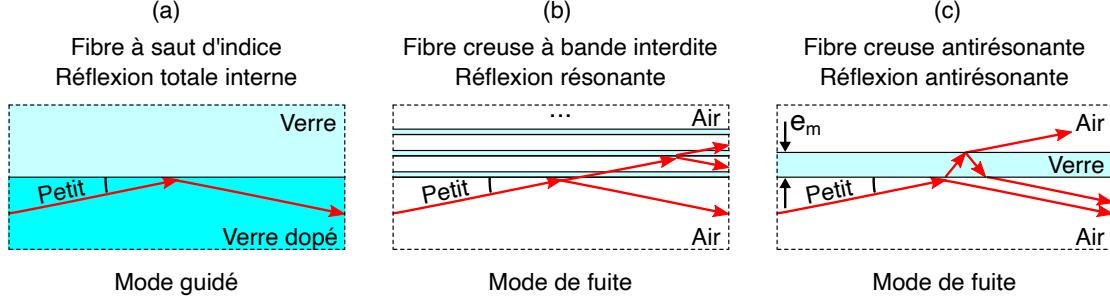 (a)
Fibre à saut d'indice
Réflexion totale interne
Verre
Petit
Verre dopé
Mode guidé
(b)
Fibre creuse à bande interdite
Réflexion résonante
...
Air
Petit
Air
Mode de fuite
(c)
Fibre creuse antirésonante
Réflexion antirésonante
e_m
Air
Verre
Petit
Air
Mode de fuite